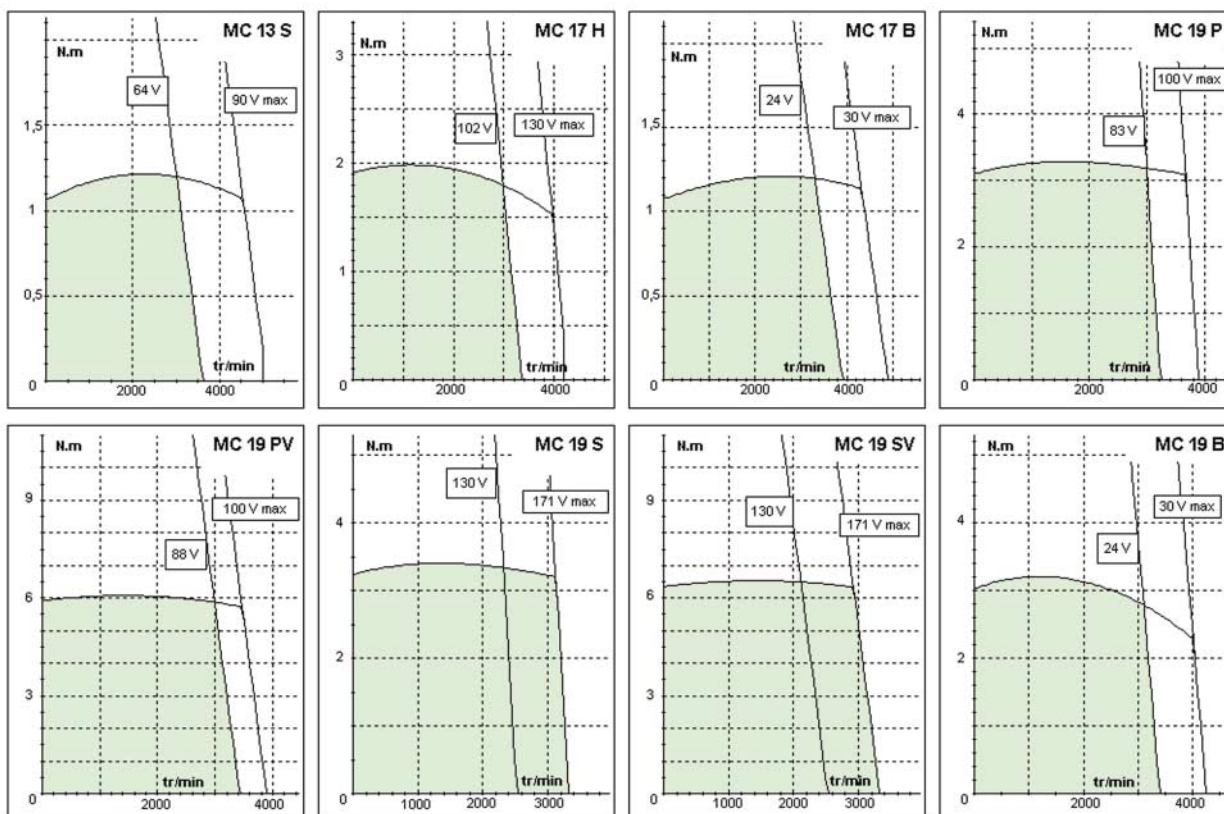 MC 13 S
N.m
64 V
90 V max
1,5
1
0,5
0
2000
4000
tr/min
MC 17 H
N.m
3
102 V
130 V max
2
1
0
2000
4000
tr/min
MC 17 B
N.m
24 V
30 V max
1,5
1
0,5
0
2000
4000
tr/min
MC 19 P
N.m
100 V max
83 V
4
2
0
2000
4000
tr/min
MC 19 PV
N.m
9
100 V max
88 V
6
3
0
2000
4000
tr/min
MC 19 S
N.m
130 V
171 V max
4
2
0
1000
2000
3000
tr/min
MC 19 SV
N.m
9
130 V
171 V max
6
3
0
1000
2000
3000
tr/min
MC 19 B
N.m
30 V max
24 V
4
2
0
2000
4000
tr/min